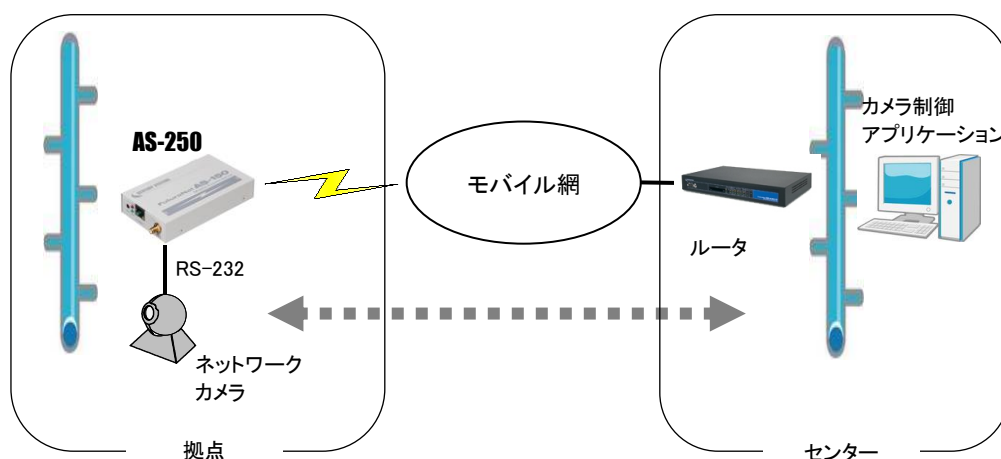 AS-250
RS-232
ネットワーク
カメラ
拠点
モバイル網
ルータ
カメラ制御
アプリケーション
センター